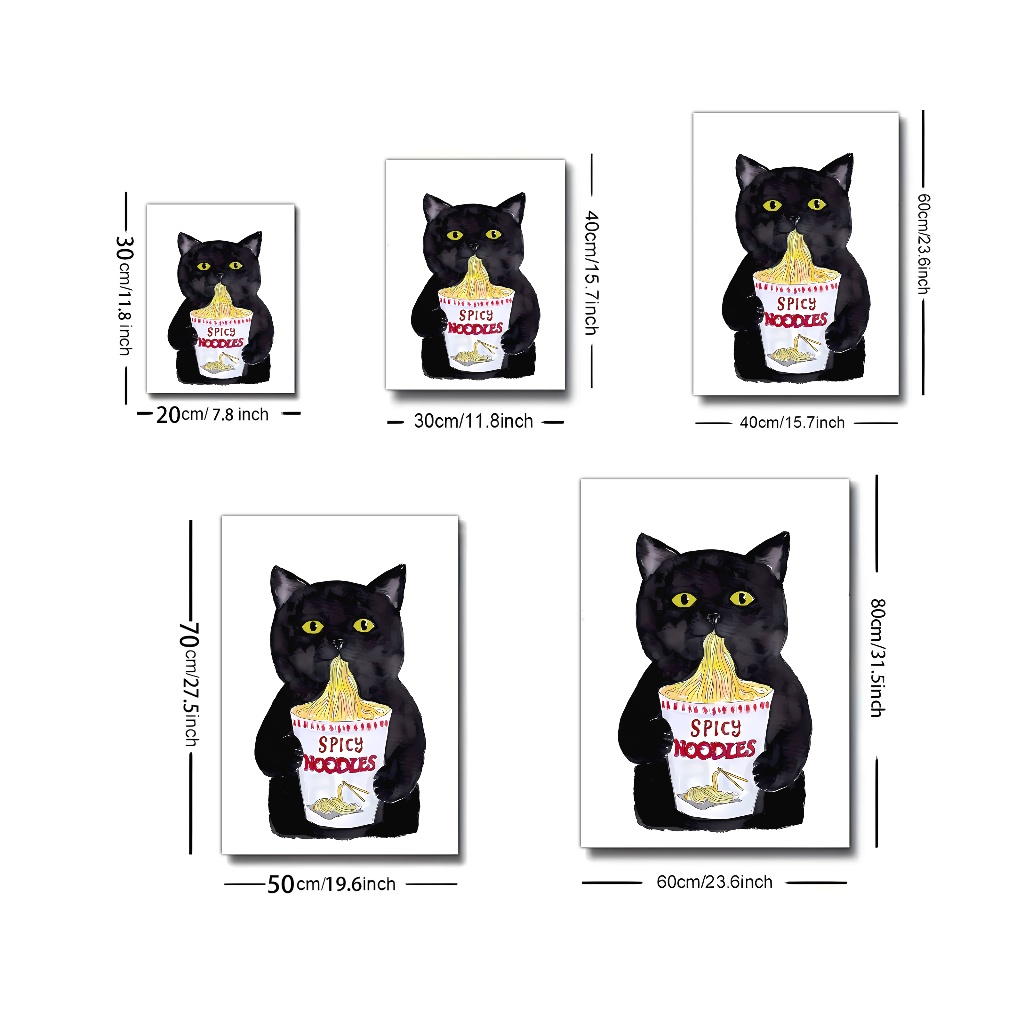 30cm/11.8 inch
SPICY
NOODLES
20cm/ 7.8 inch
40cm/15.7inch
SPICY
NOODLES
30cm/11.8inch
60cm/23.6inch
SPICY
NOODLES
40cm/15.7inch
70cm/27.5inch
SPICY
NOODLES
50cm/19.6inch
80cm/31.5inch
SPICY
NOODLES
60cm/23.6inch